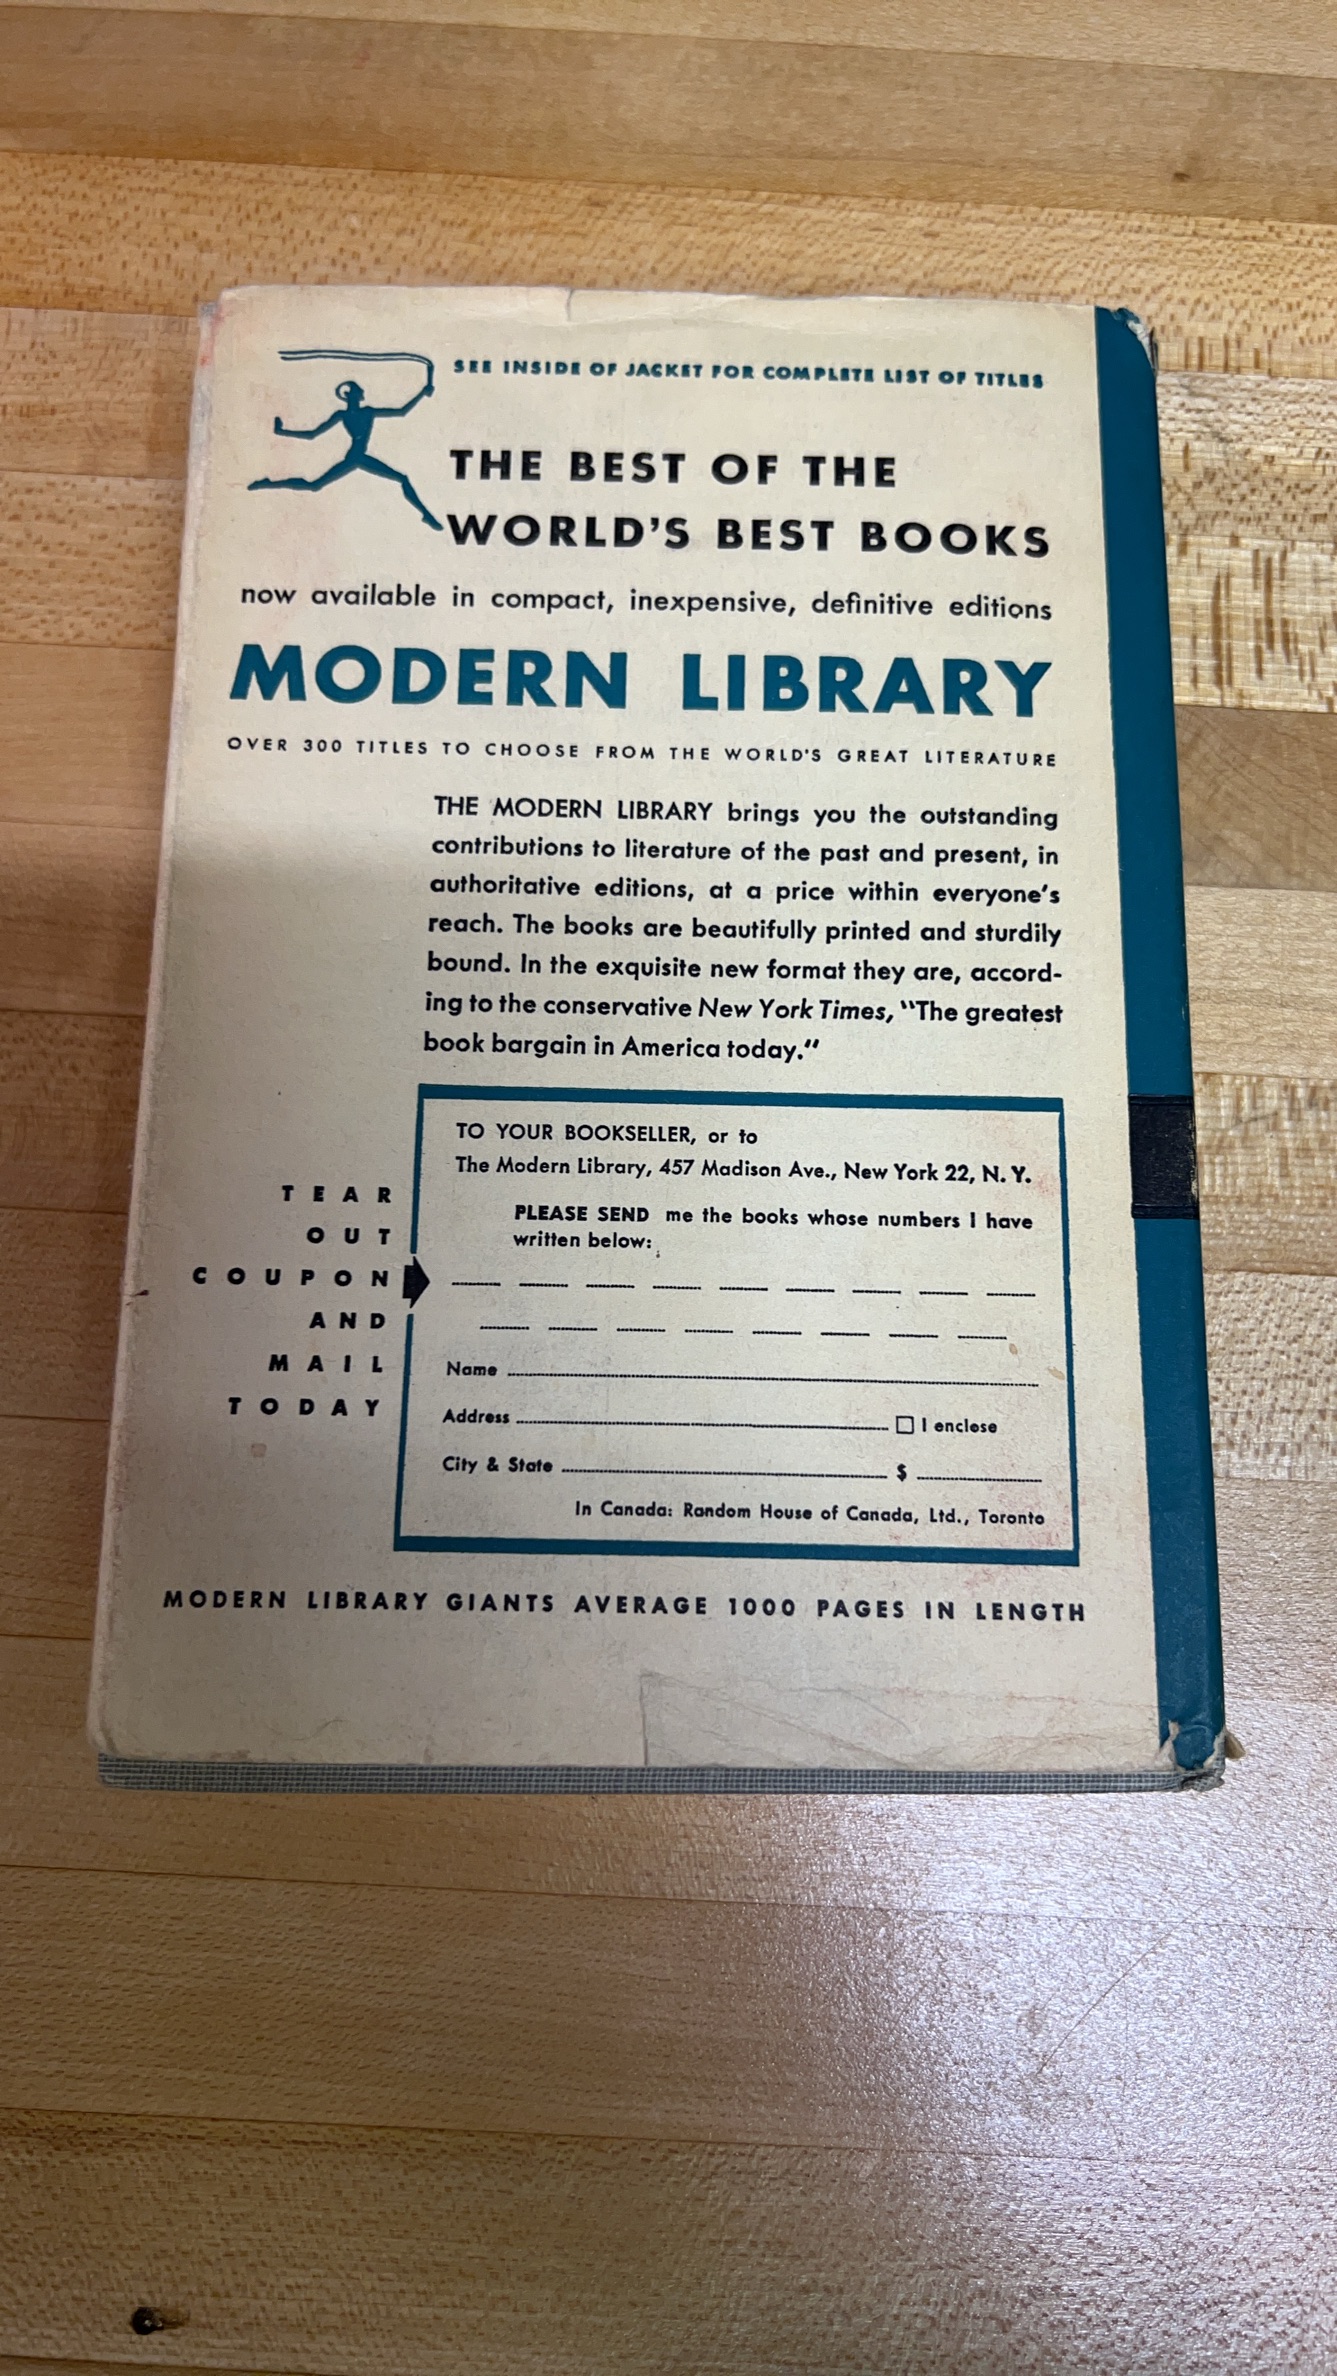 SEE INSIDE OF JACKET FOR COMPLETE LIST OF TITLES
THE BEST OF THE
WORLD'S BEST BOOKS
now available in compact, inexpensive, definitive editions
MODERN LIBRARY
OVER 300 TITLES TO CHOOSE FROM THE WORLD'S GREAT LITERATURE
THE MODERN LIBRARY brings you the outstanding
contributions to literature of the past and present, in
authoritative editions, at a price within everyone's
reach. The books are beautifully printed and sturdily
bound. In the exquisite new format they are, accord-
ing to the conservative New York Times, "The greatest
book bargain in America today."
TEAR
OUT
COUPON
AND
MAIL
TODAY
TO YOUR BOOKSELLER, or to
The Modern Library, 457 Madison Ave., New York 22, N. Y.
PLEASE SEND me the books whose numbers I have
written below:
Name
Address I enclose
City & State $
In Canada: Random House of Canada, Ltd., Toronto
MODERN LIBRARY GIANTS AVERAGE 1000 PAGES IN LENGTH